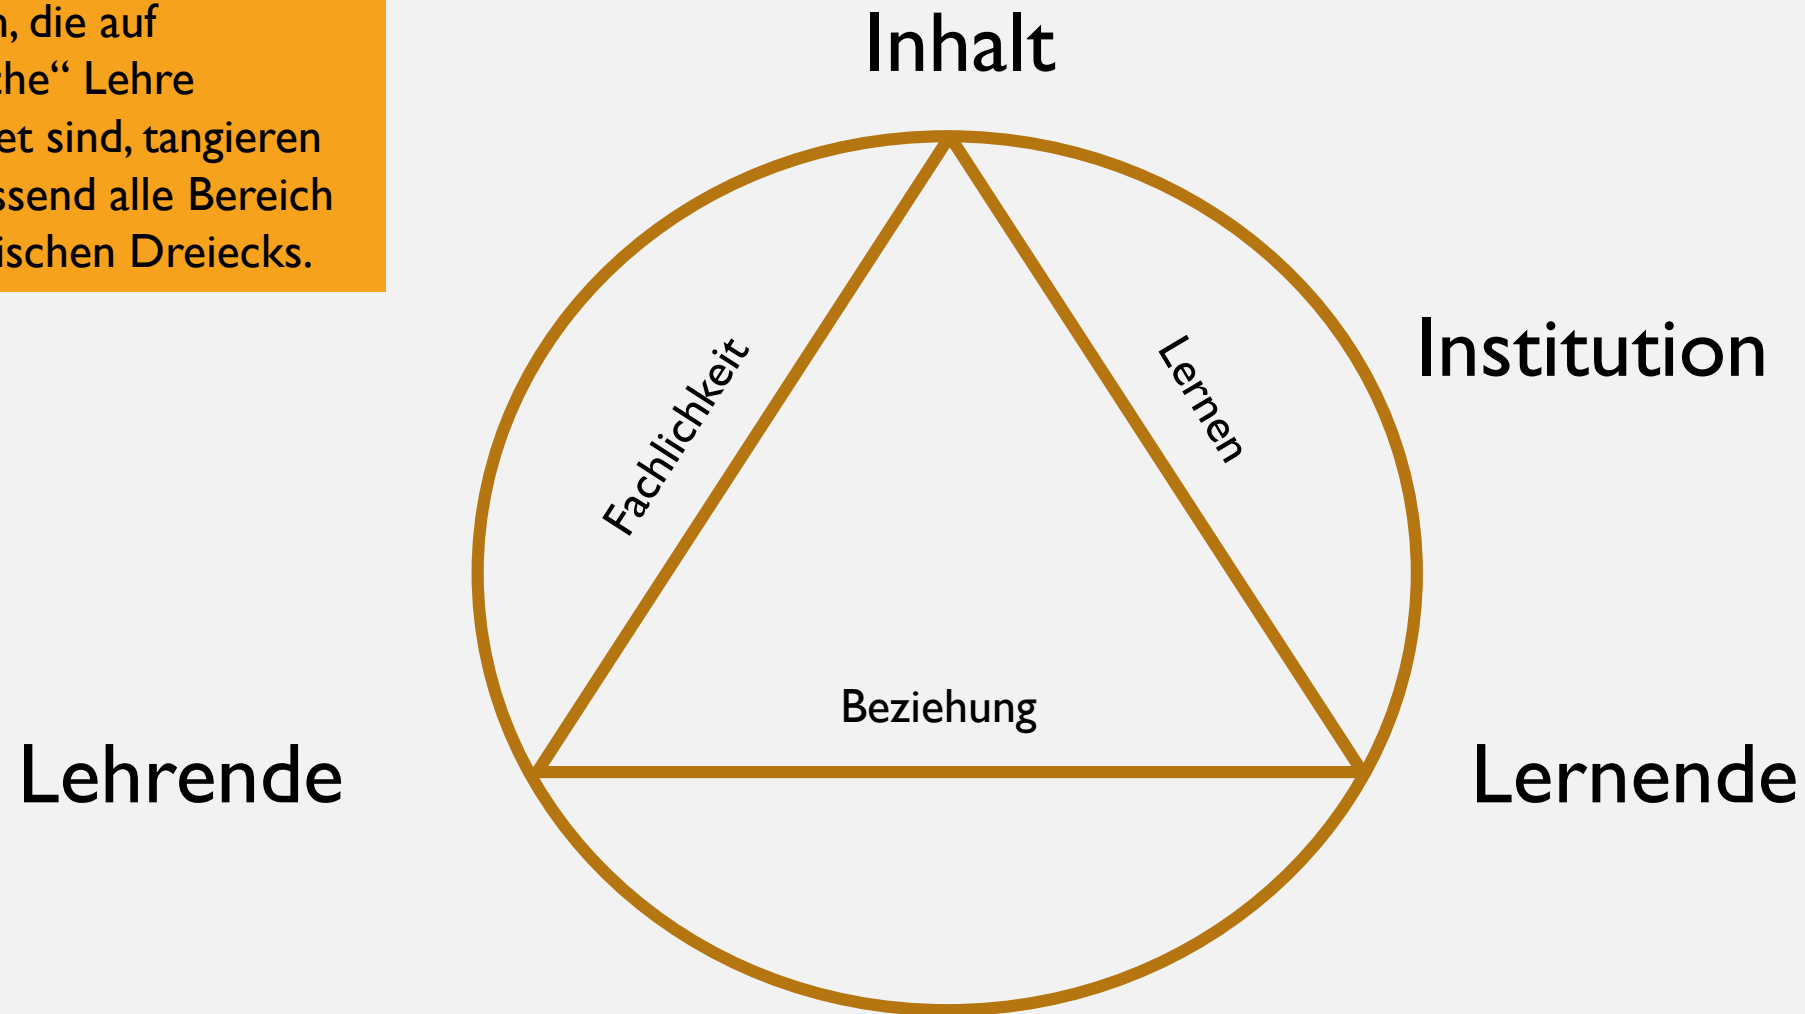 , die auf
che“ Lehre
et sind, tangieren
ssend alle Bereich
ischen Dreiecks.
Inhalt
Institution
Fachlichkeit
Lernen
Beziehung
Lehrende
Lernende